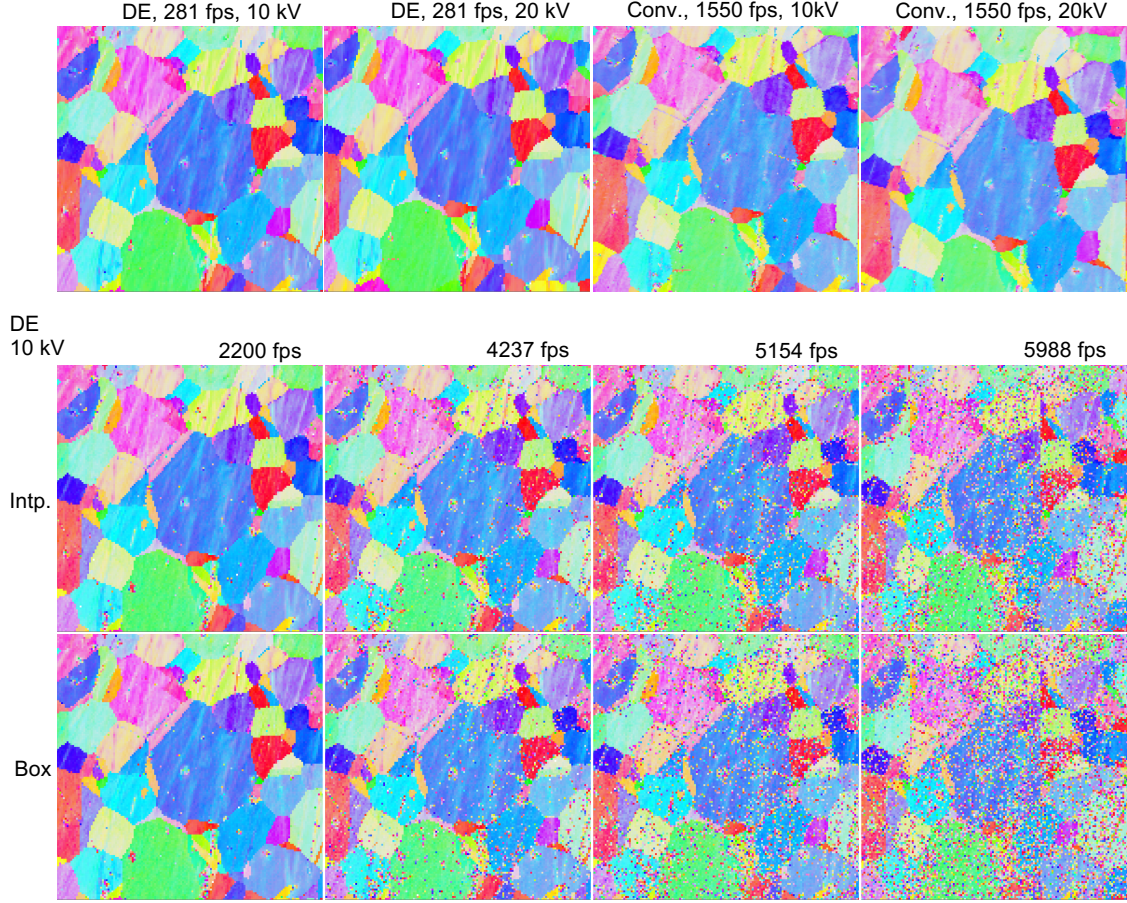 DE, 281 fps, 10 kV
DE, 281 fps, 20 kV
Conv., 1550 fps, 10kV
Conv., 1550 fps, 20kV
DE
10 kV
2200 fps
4237 fps
5154 fps
5988 fps
Intp.
Box